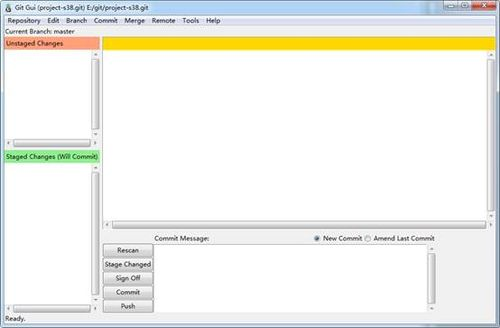 Git Gui (project-s38.git) E:/git/project-s38.git
Repository Edit Branch Commit Merge Remote Tools Help
Current Branch: master
Unstaged Changes
Staged Changes (Will Commit)
Commit Message:
New Commit
Amend Last Commit
Rescan
Stage Changed
Sign Off
Commit
Push
Ready.